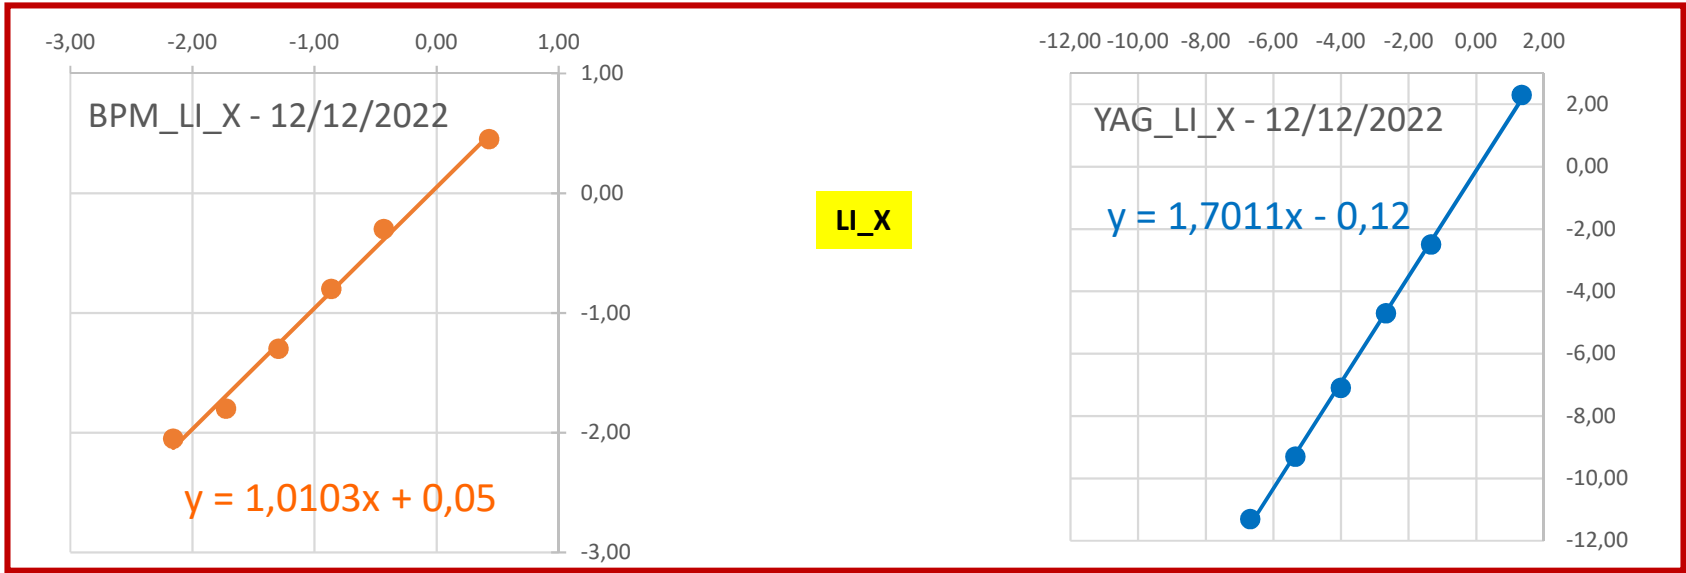 -3,00 -2,00 -1,00 0,00 1,00
1,00
BPM_LI_X - 12/12/2022
0,00
-1,00
-2,00
y = 1,0103x + 0,05
-3,00
LI_X
-12,00 -10,00 -8,00 -6,00 -4,00 -2,00 0,00 2,00
2,00
YAG_LI_X - 12/12/2022
0,00
y = 1,7011x - 0,12
-2,00
-4,00
-6,00
-8,00
-10,00
-12,00